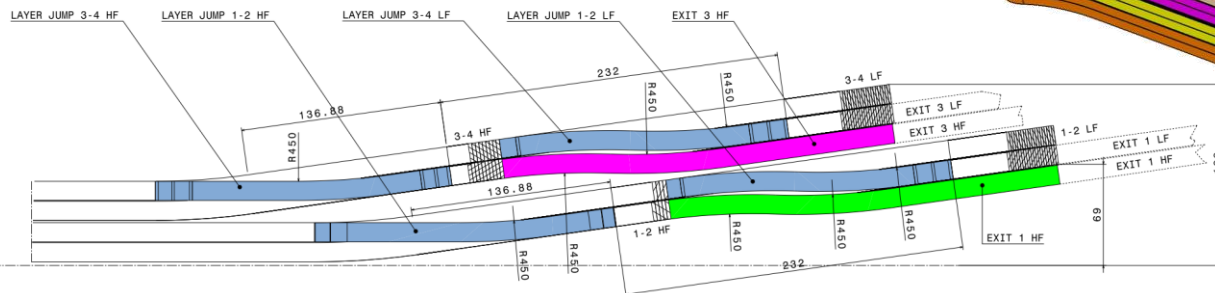 LAYER JUMP 3-4 HF
LAYER JUMP 1-2 HF
LAYER JUMP 3-4 LF
LAYER JUMP 1-2 LF
EXIT 3 HF
232
R450
3-4 LF
136.88
R450
3-4 HF
R450
EXIT 3 LF
EXIT 3 HF
1-2 LF
EXIT 1 LF
EXIT 1 HF
136.88
R450
R450
1-2 HF
R450
R450
R450
EXIT 1 HF
69
232